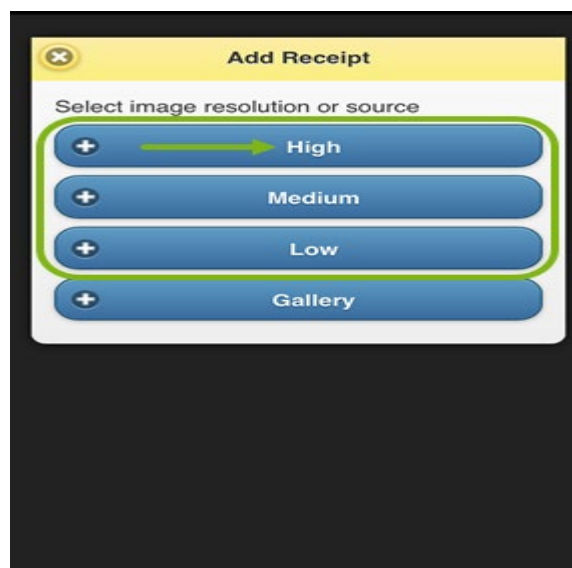 Add Receipt
Select image resolution or source
High
Medium
Low
Gallery